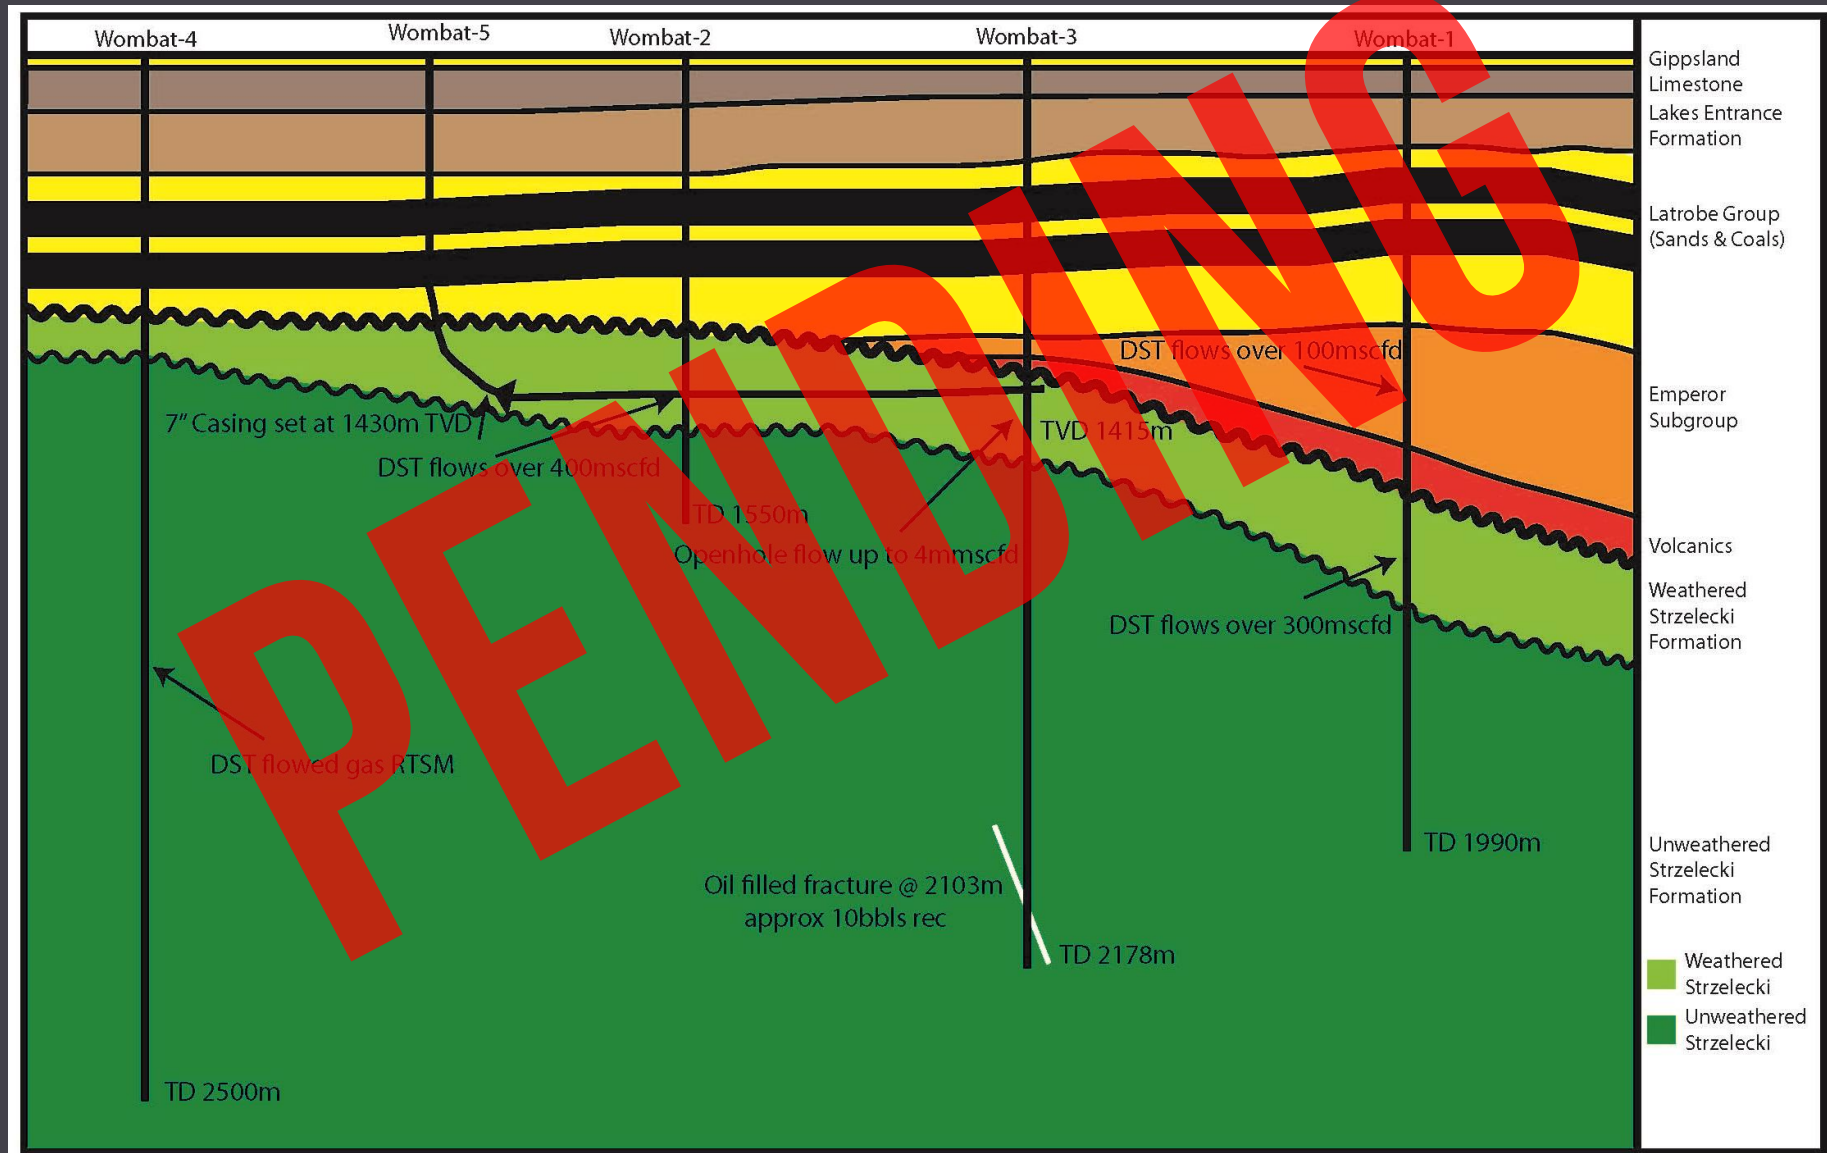 Wombat-4
Wombat-5
Wombat-2
Wombat-3
Wombat-1
Gippsland
Limestone
Lakes Entrance
Formation
Latrobe Group
(Sands & Coals)
DST flows over 100mscfd
Emperor
Subgroup
7" Casing set at 1430m TVD
TVD 1415m
DST flows over 400mscfd
TD 1550m
Openhole flow up to 4mmscfd
Volcanics
Weathered
Strzelecki
Formation
DST flows over 300mscfd
PENDING
DST flowed gas RTSM
TD 1990m
Unweathered
Strzelecki
Formation
Oil filled fracture @ 2103m
approx 10bbls rec
TD 2178m
Weathered
Strzelecki
Unweathered
Strzelecki
TD 2500m